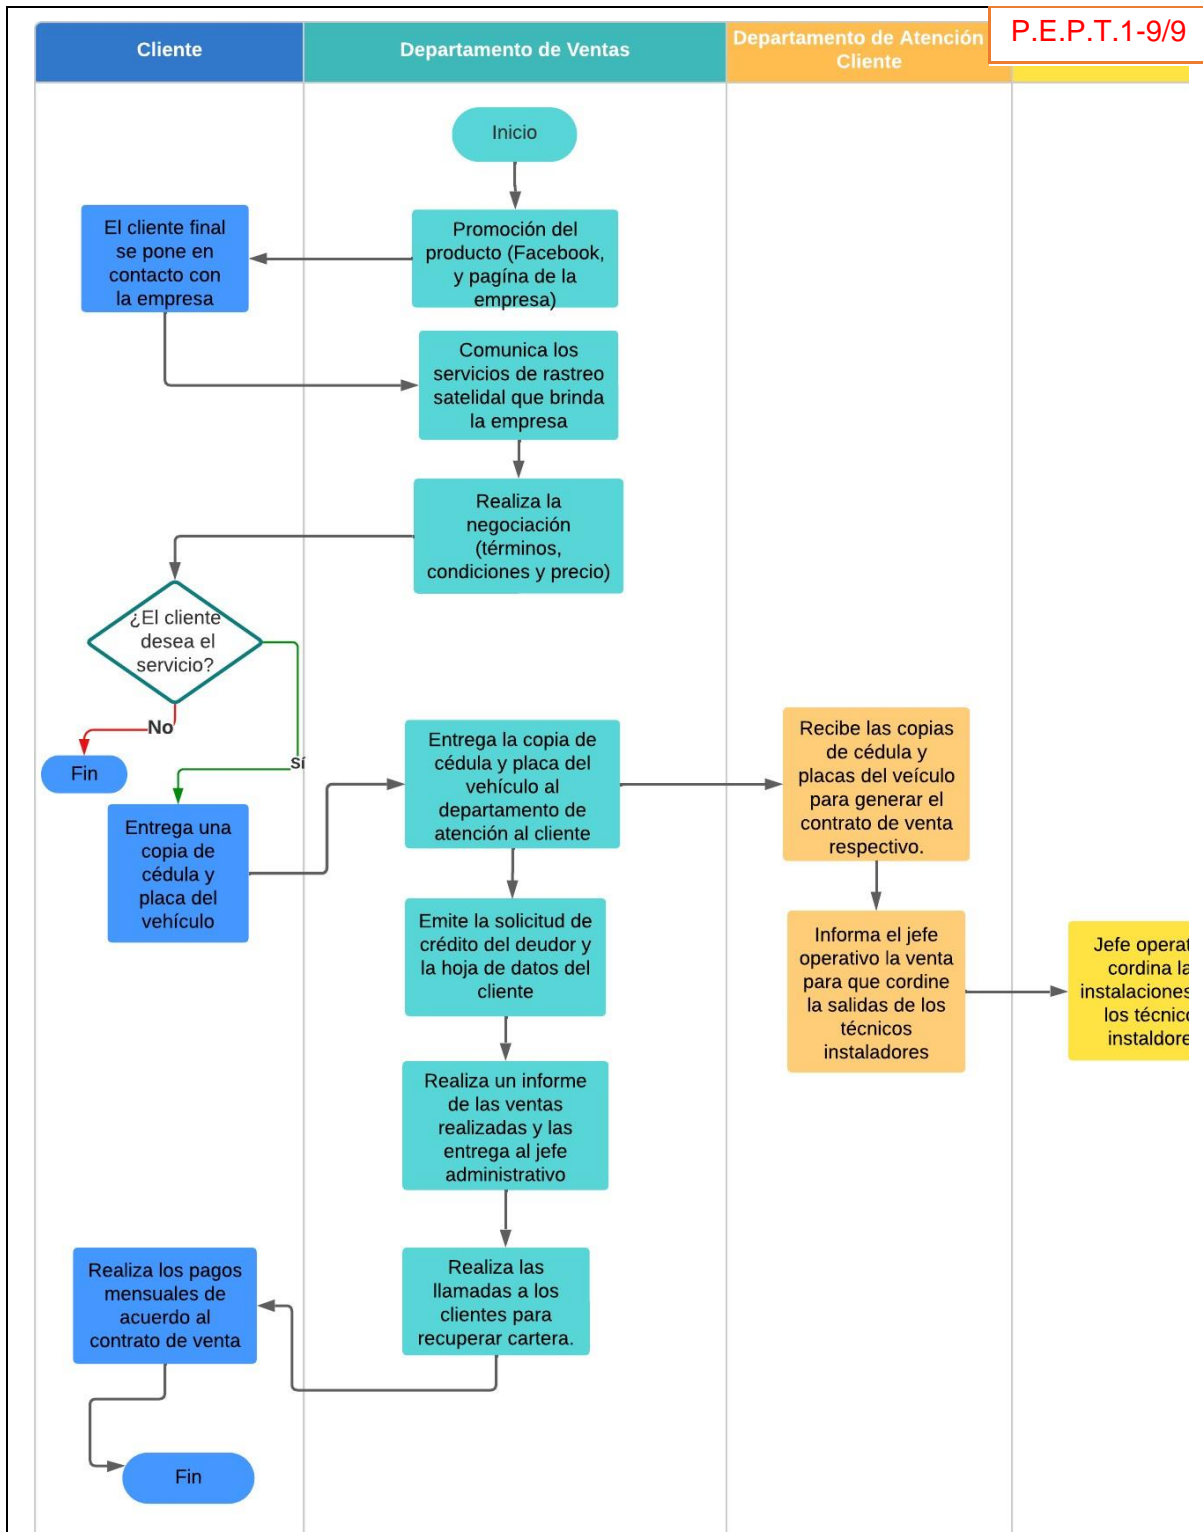 P.E.P.T.1-9/9
Cliente
Departamento de Ventas
Departamento de Atención
Cliente
Inicio
Promoción del
producto (Facebook,
y pagína de la
empresa)
El cliente final
se pone en
contacto con
la empresa
Comunica los
servicios de rastreo
satelidal que brinda
la empresa
Realiza la
negociación
(términos,
condiciones y precio)
¿El cliente
desea el
servicio?
No
Sí
Fin
Entrega una
copia de
cédula y
placa del
vehículo
Entrega la copia de
cédula y placa del
vehículo al
departamento de
atención al cliente
Recibe las copias
de cédula y
placas del veículo
para generar el
contrato de venta
respectivo.
Emite la solicitud de
crédito del deudor y
la hoja de datos del
cliente
Informa el jefe
operativo la venta
para que cordine
la salidas de los
técnicos
instaladores
Jefe operat
cordina la
instalaciones
los técnic
instaldore
Realiza un informe
de las ventas
realizadas y las
entrega al jefe
administrativo
Realiza las
llamadas a los
clientes para
recuperar cartera.
Realiza los pagos
mensuales de
acuerdo al
contrato de venta
Fin